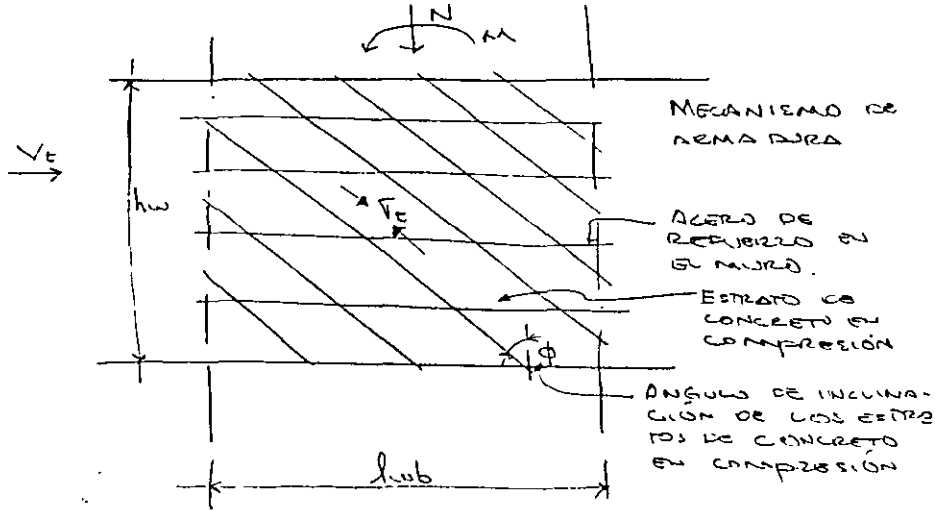 N
M
MECANISMO DE
ARMADURA
Vt
hw
σt
ACERO DE
REFUERZO EN
EL MURO.
ESTRATO DE
CONCRETO EN
COMPRESIÓN
ϕ
ANGULO DE INCLINA-
CIÓN DE LOS ESTRA
TOS DE CONCRETO
EN COMPRESIÓN
lwb